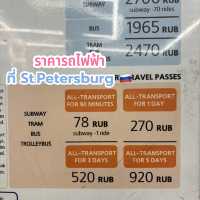 2700 RUB
subway · 70 rides
BUS
1965 RUB
TRAM
2470 RUB
ราคารถไฟฟ้า
ที่ St.Petersburg
TRAVEL PASSES
ALL-TRANSPORT
FOR 90 MINUTES
ALL-TRANSPORT
FOR 1 DAY
SUBWAY
TRAM
BUS
TROLLEYBUS
78 RUB
subway - 1 ride
270 RUB
ALL-TRANSPORT
FOR 3 DAYS
ALL-TRANSPORT
FOR 5 DAYS
520 RUB
920 RUB